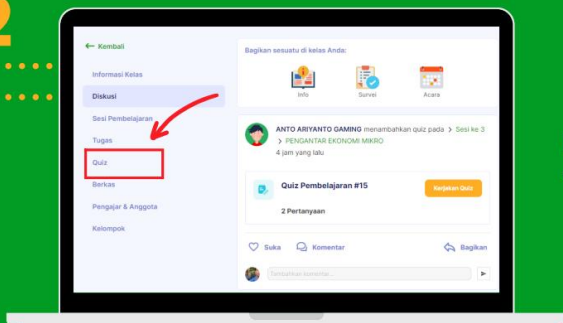 2
← Kembali
Informasi Kelas
Diskusi
Sesi Pembelajaran
Tugas
Quiz
Berkas
Pengajar & Anggota
Kelompok
Bagikan sesuatu di kelas Anda:
Info
Survei
Acara
ANTO ARIYANTO GAMING menambahkan quiz pada > Sesi ke 3
> PENGANTAR EKONOMI MIKRO
4 jam yang lalu
Quiz Pembelajaran #15
Kerjakan Quiz
2 Pertanyaan
Suka
Komentar
Bagikan
Tambahkan komentar...